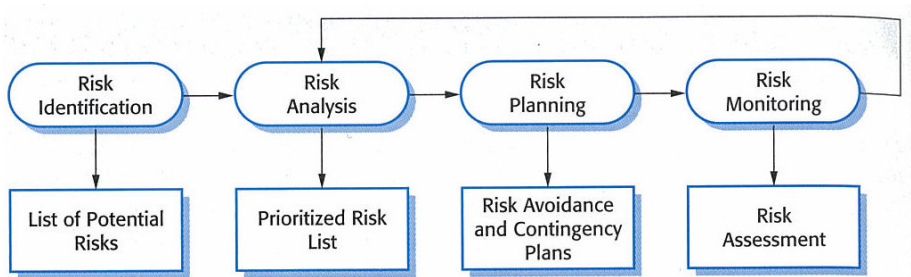 Risk
Identification
Risk
Analysis
Risk
Planning
Risk
Monitoring
List of Potential
Risks
Prioritized Risk
List
Risk Avoidance
and Contingency
Plans
Risk
Assessment